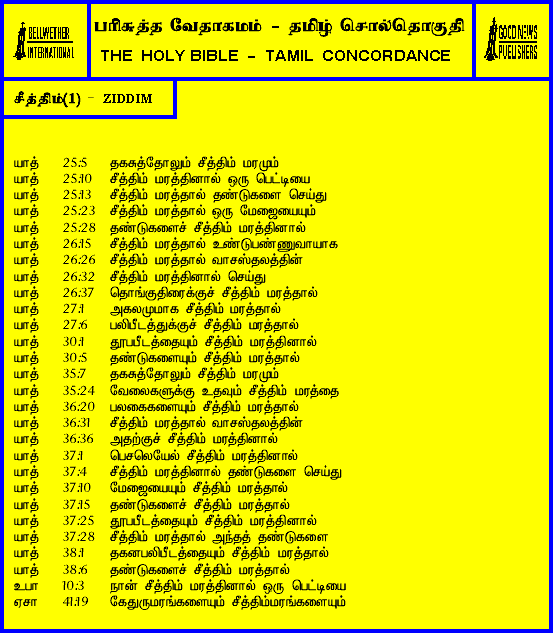 BELLWETHER INTERNATIONAL
பரிசுத்த வேதாகமம் - தமிழ் சொல்தொகுதி
THE HOLY BIBLE - TAMIL CONCORDANCE
GOOD NEWS PUBLISHERS
சீத்திம்(1) - ZIDDIM
யாத் 25:5 தகசுத்தோலும் சீத்திம் மரமும்
யாத் 25:10 சீத்திம் மரத்தினால் ஒரு பெட்டியை
யாத் 25:13 சீத்திம் மரத்தால் தண்டுகளை செய்து
யாத் 25:23 சீத்திம் மரத்தால் ஒரு மேஜையையும்
யாத் 25:28 தண்டுகளைச் சீத்திம் மரத்தினால்
யாத் 26:15 சீத்திம் மரத்தால் உண்டுபண்ணுவாயாக
யாத் 26:26 சீத்திம் மரத்தால் வாசஸ்தலத்தின்
யாத் 26:32 சீத்திம் மரத்தினால் செய்து
யாத் 26:37 தொங்குதிரைக்குச் சீத்திம் மரத்தால்
யாத் 27:1 அகலமுமாக சீத்திம் மரத்தால்
யாத் 27:6 பலிபீடத்துக்குச் சீத்திம் மரத்தால்
யாத் 30:1 தூபபீடத்தையும் சீத்திம் மரத்தினால்
யாத் 30:5 தண்டுகளையும் சீத்திம் மரத்தால்
யாத் 35:7 தகசுத்தோலும் சீத்திம் மரமும்
யாத் 35:24 வேலைகளுக்கு உதவும் சீத்திம் மரத்தை
யாத் 36:20 பலகைகளையும் சீத்திம் மரத்தால்
யாத் 36:31 சீத்திம் மரத்தால் வாசஸ்தலத்தின்
யாத் 36:36 அதற்குச் சீத்திம் மரத்தினால்
யாத் 37:1 பெசலெயேல் சீத்திம் மரத்தினால்
யாத் 37:4 சீத்திம் மரத்தினால் தண்டுகளை செய்து
யாத் 37:10 மேஜையையும் சீத்திம் மரத்தால்
யாத் 37:15 தண்டுகளைச் சீத்திம் மரத்தால்
யாத் 37:25 தூபபீடத்தையும் சீத்திம் மரத்தினால்
யாத் 37:28 சீத்திம் மரத்தால் அந்தத் தண்டுகளை
யாத் 38:1 தகனபலிபீடத்தையும் சீத்திம் மரத்தால்
யாத் 38:6 தண்டுகளைச் சீத்திம் மரத்தால்
உபா 10:3 நான் சீத்திம் மரத்தினால் ஒரு பெட்டியை
ஏசா 41:19 கேதுருமரங்களையும் சீத்திம்மரங்களையும்